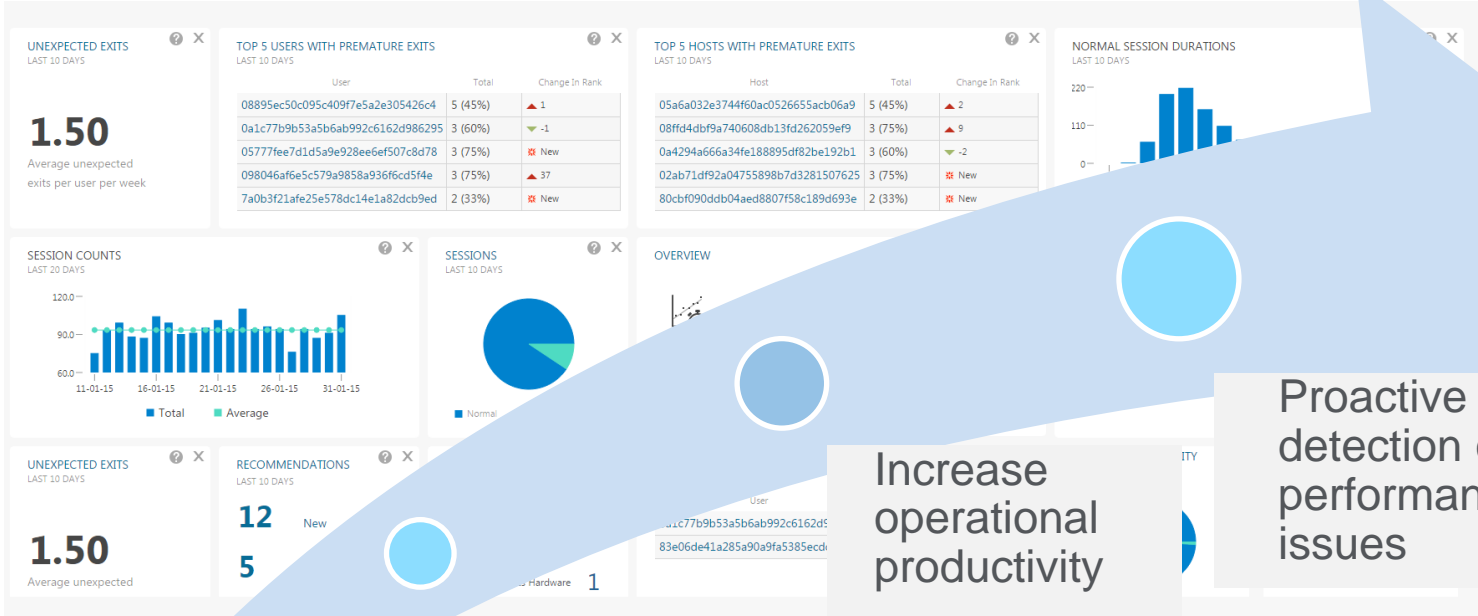 UNEXPECTED EXITS
LAST 10 DAYS
1.50
Average unexpected
exits per user per week
TOP 5 USERS WITH PREMATURE EXITS
LAST 10 DAYS
User Total Change In Rank
08895ec50c095c409f7e5a2e305426c4 5 (45%) 1
0a1c77b9b53a5b6ab992c6162d986295 3 (60%) -1
05777fee7d1d5a9e928ee6ef507c8d78 3 (75%) New
098046af6e5c579a9858a936f6cd5f4e 3 (75%) 37
7a0b3f21afe25e578dc14e1a82dcb9ed 2 (33%) New
TOP 5 HOSTS WITH PREMATURE EXITS
LAST 10 DAYS
Host Total Change In Rank
05a6a032e3744f60ac0526655acb06a9 5 (45%) 2
08ffd4dbf9a740608db13fd262059ef9 3 (75%) 9
0a4294a666a34fe188895df82be192b1 3 (60%) -2
02ab71df92a04755898b7d3281507625 3 (75%) New
80cbf090ddb04aed8807f58c189d693e 2 (33%) New
NORMAL SESSION DURATIONS
LAST 10 DAYS
220
110
0
SESSION COUNTS
LAST 20 DAYS
120.0
90.0
60.0
11-01-15 16-01-15 21-01-15 26-01-15 31-01-15
Total Average
SESSIONS
LAST 10 DAYS
Normal
OVERVIEW
UNEXPECTED EXITS
LAST 10 DAYS
1.50
Average unexpected
RECOMMENDATIONS
LAST 10 DAYS
12 New
5
User
Hardware 1
Increase
operational
productivity
Proactive
detection
performan
issues